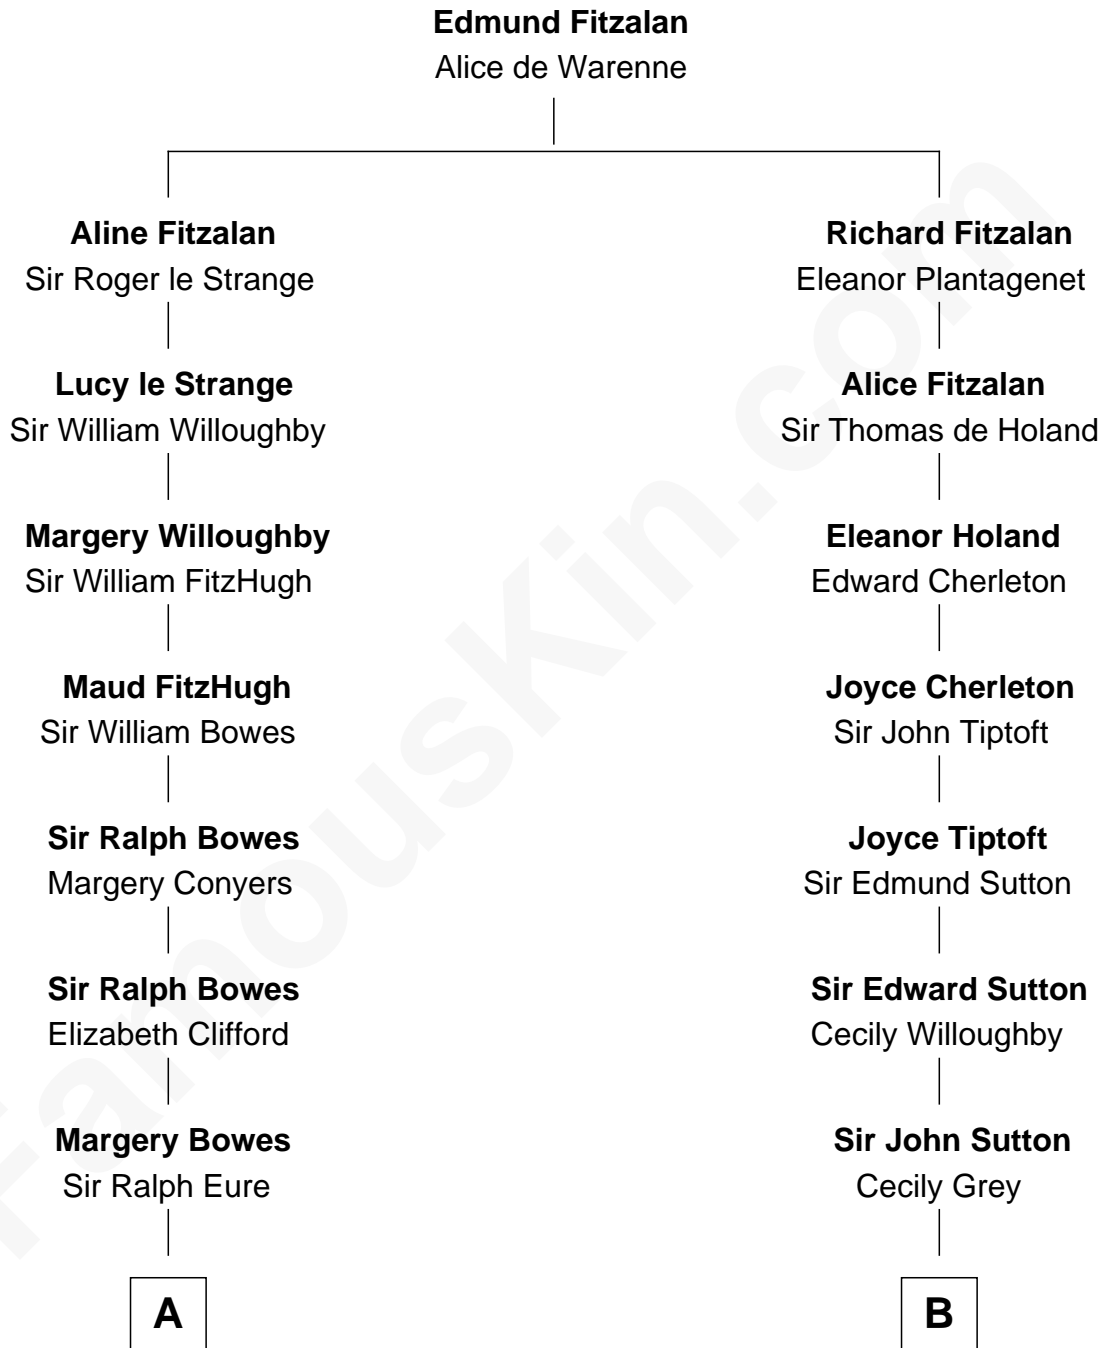 Edmund Fitzalan
Alice de Warenne
Aline Fitzalan
Sir Roger le Strange
Richard Fitzalan
Eleanor Plantagenet
Lucy le Strange
Sir William Willoughby
Alice Fitzalan
Sir Thomas de Holand
Margery Willoughby
Sir William FitzHugh
Eleanor Holand
Edward Cherleton
Maud FitzHugh
Sir William Bowes
Joyce Cherleton
Sir John Tiptoft
Sir Ralph Bowes
Margery Conyers
Joyce Tiptoft
Sir Edmund Sutton
Sir Ralph Bowes
Elizabeth Clifford
Sir Edward Sutton
Cecily Willoughby
Margery Bowes
Sir Ralph Eure
Sir John Sutton
Cecily Grey
A
B
FamousKin.com